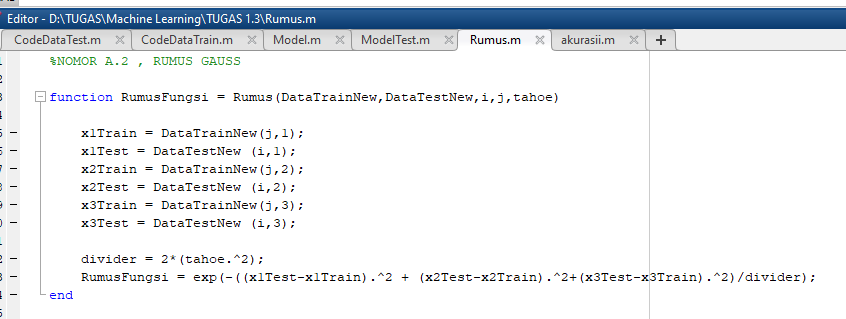 Editor - D:\TUGAS\Machine Learning\TUGAS 1.3\Rumus.m
CodeDataTest.m CodeDataTrain.m Model.m ModelTest.m Rumus.m akurasii.m
%NOMOR A.2 , RUMUS GAUSS
function RumusFungsi = Rumus(DataTrainNew,DataTestNew,i,j,tahoe)
x1Train = DataTrainNew(j,1);
x1Test = DataTestNew (i,1);
x2Train = DataTrainNew(j,2);
x2Test = DataTestNew (i,2);
x3Train = DataTrainNew(j,3);
x3Test = DataTestNew (i,3);
divider = 2*(tahoe.^2);
RumusFungsi = exp(-((x1Test-x1Train).^2 + (x2Test-x2Train).^2+(x3Test-x3Train).^2)/divider);
end